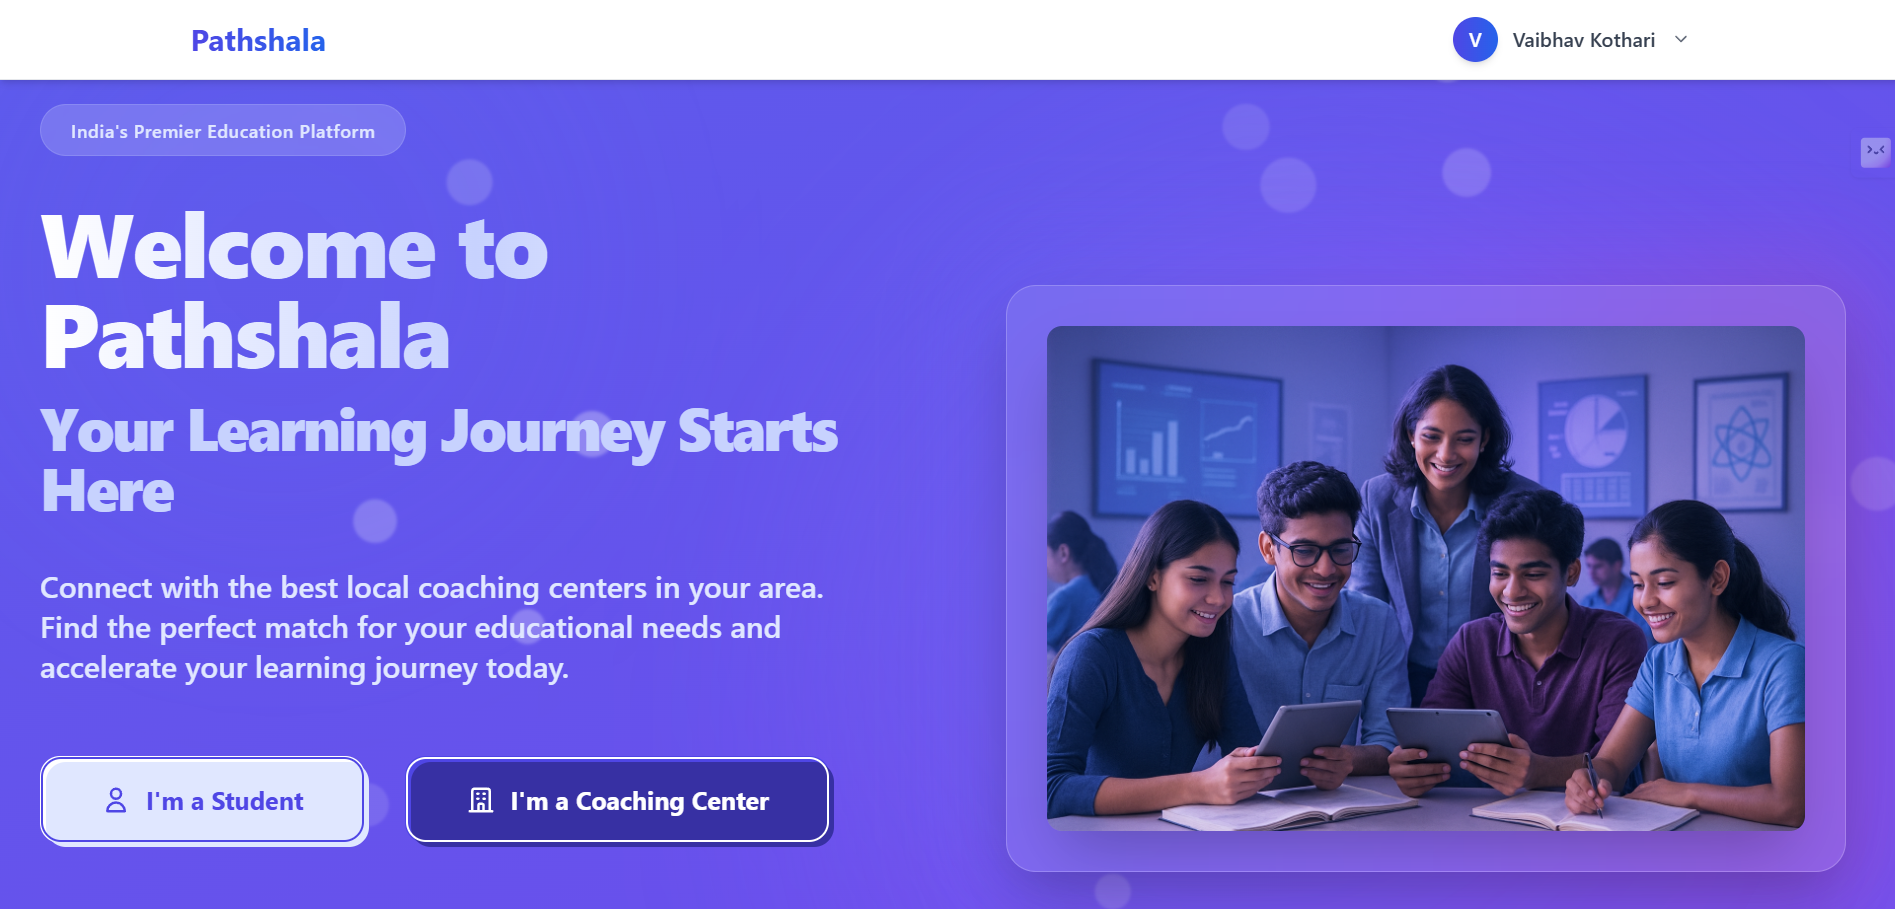 Pathshala
V Vaibhav Kothari
India's Premier Education Platform
Welcome to
Pathshala
Your Learning Journey Starts
Here
Connect with the best local coaching centers in your area.
Find the perfect match for your educational needs and
accelerate your learning journey today.
I'm a Student
I'm a Coaching Center